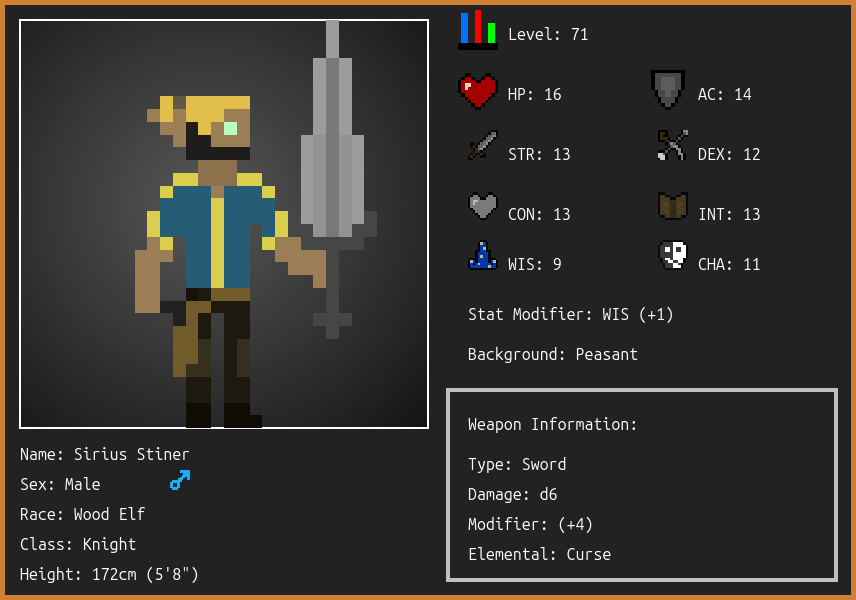 Level: 71
HP: 16
AC: 14
STR: 13
DEX: 12
CON: 13
INT: 13
WIS: 9
CHA: 11
Stat Modifier: WIS (+1)
Background: Peasant
Weapon Information:
Type: Sword
Damage: d6
Modifier: (+4)
Elemental: Curse
Name: Sirius Stiner
Sex: Male
Race: Wood Elf
Class: Knight
Height: 172cm (5'8")